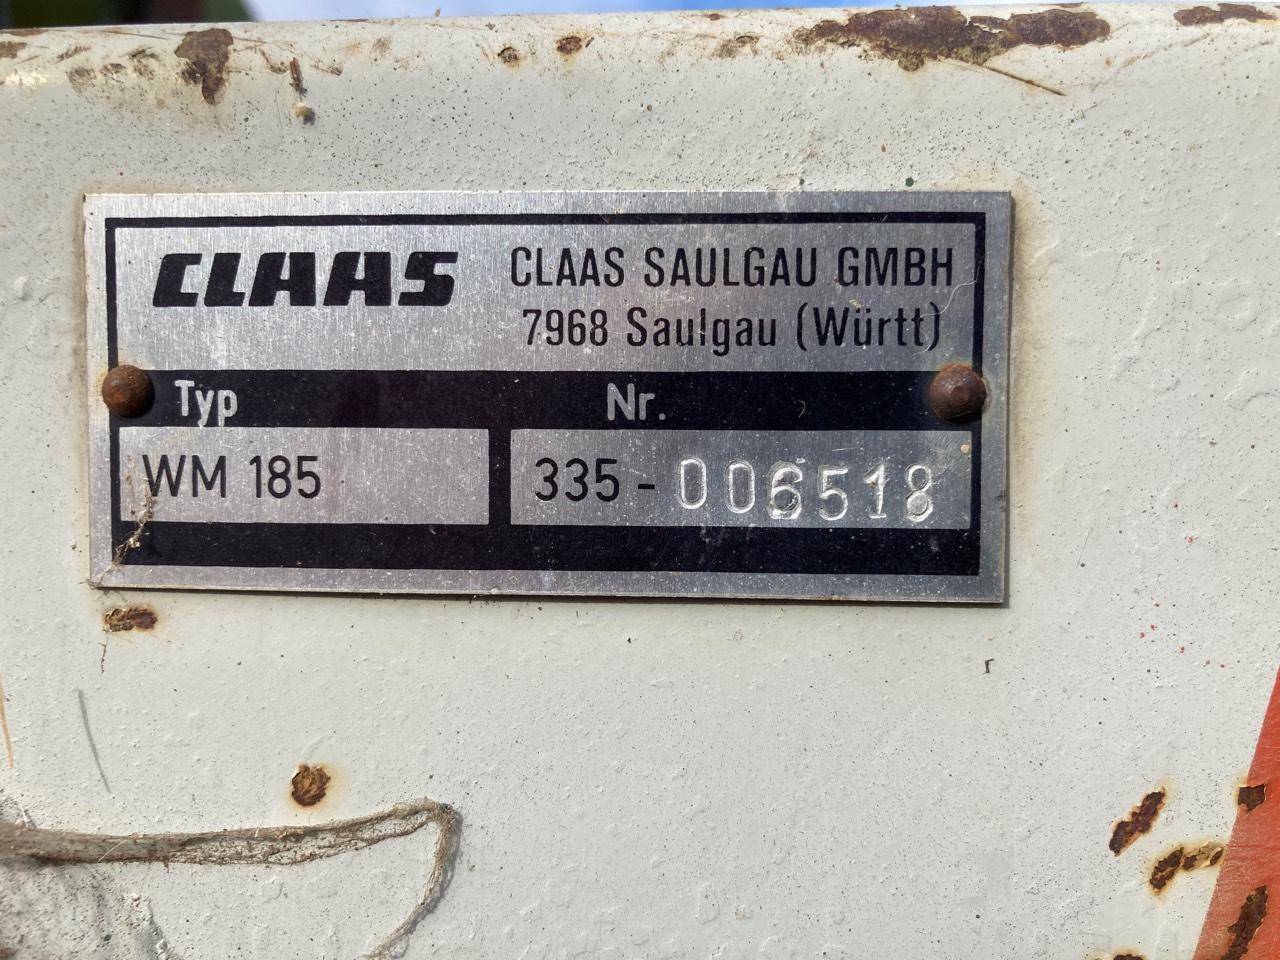 CLAAS
CLAAS SAULGAU GMBH
7968 Saulgau (Württ)
Typ
Nr.
WM 185
335-006518